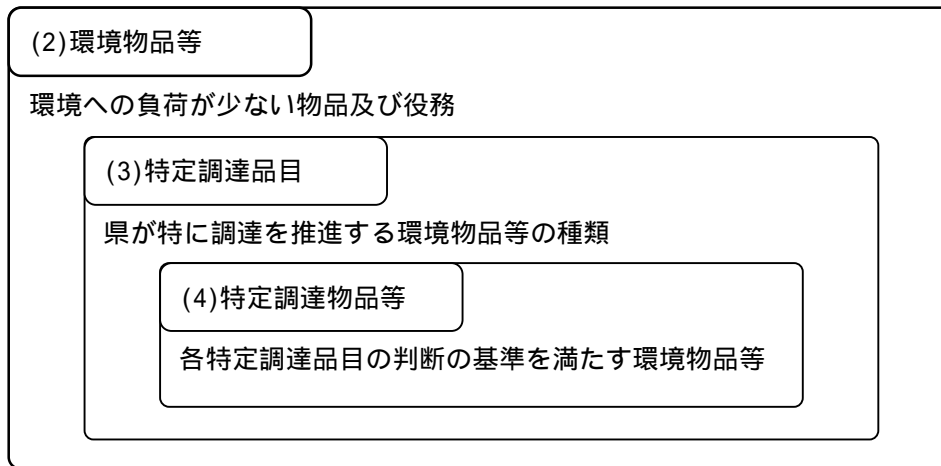 (2)環境物品等
環境への負荷が少ない物品及び役務
(3)特定調達品目
県が特に調達を推進する環境物品等の種類
(4)特定調達物品等
各特定調達品目の判断の基準を満たす環境物品等